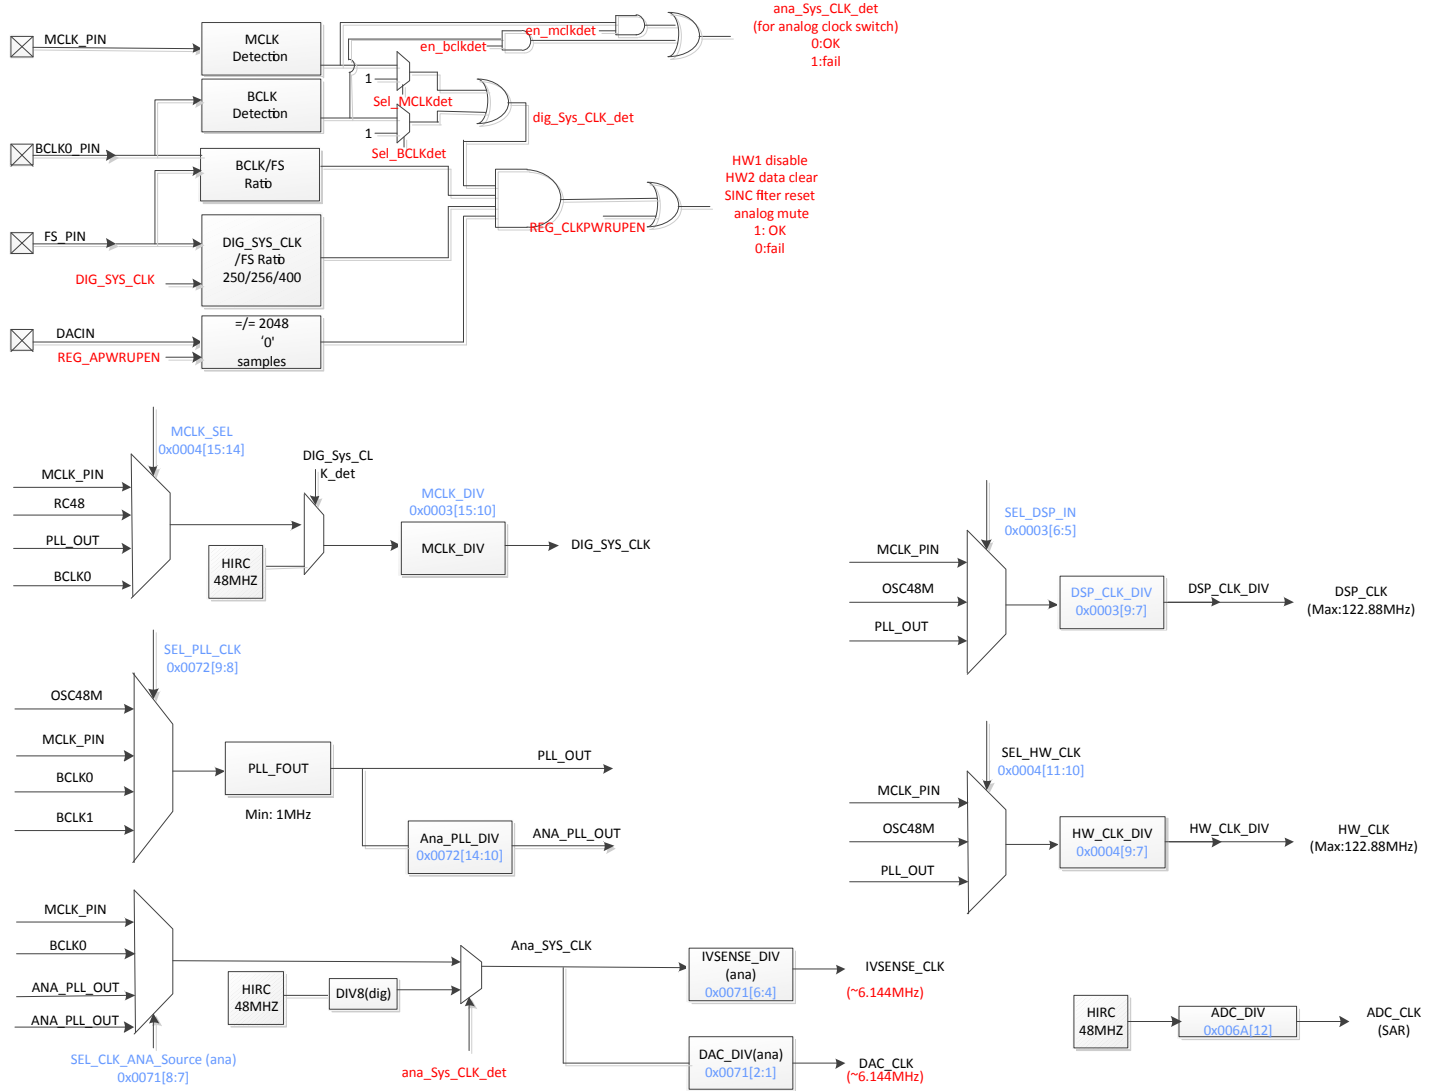 MCLK_PIN
MCLK
Detection
en_bclkdet
en_mclkdet
ana_Sys_CLK_det
(for analog clock switch)
0:OK
1:fail
1
Sel_MCLKdet
BCLK
Detection
1
Sel_BCLKdet
dig_Sys_CLK_det
BCLK0_PIN
BCLK/FS
Ratio
HW1 disable
HW2 data clear
SINC filter reset
analog mute
1: OK
0:fail
REG_CLKPWRUPEN
FS_PIN
DIG_SYS_CLK
DIG_SYS_CLK
/FS Ratio
250/256/400
DACIN
REG_APWRUPEN
=/= 2048
‘0'
samples
MCLK_SEL
0x0004[15:14]
MCLK_PIN
RC48
PLL_OUT
BCLK0
DIG_Sys_CL
K_det
HIRC
48MHZ
MCLK_DIV
0x0003[15:10]
MCLK_DIV
DIG_SYS_CLK
SEL_DSP_IN
0x0003[6:5]
MCLK_PIN
OSC48M
PLL_OUT
DSP_CLK_DIV
0x0003[9:7]
DSP_CLK_DIV
DSP_CLK
(Max:122.88MHz)
SEL_PLL_CLK
0x0072[9:8]
OSC48M
MCLK_PIN
BCLK0
BCLK1
PLL_FOUT
Min: 1MHz
PLL_OUT
Ana_PLL_DIV
0x0072[14:10]
ANA_PLL_OUT
SEL_HW_CLK
0x0004[11:10]
MCLK_PIN
OSC48M
PLL_OUT
HW_CLK_DIV
0x0004[9:7]
HW_CLK_DIV
HW_CLK
(Max:122.88MHz)
MCLK_PIN
BCLK0
ANA_PLL_OUT
ANA_PLL_OUT
SEL_CLK_ANA_Source (ana)
0x0071[8:7]
HIRC
48MHZ
DIV8(dig)
ana_Sys_CLK_det
Ana_SYS_CLK
IVSENSE_DIV
(ana)
0x0071[6:4]
IVSENSE_CLK
(~6.144MHz)
DAC_DIV(ana)
0x0071[2:1]
DAC_CLK
(~6.144MHz)
HIRC
48MHZ
ADC_DIV
0x006A[12]
ADC_CLK
(SAR)